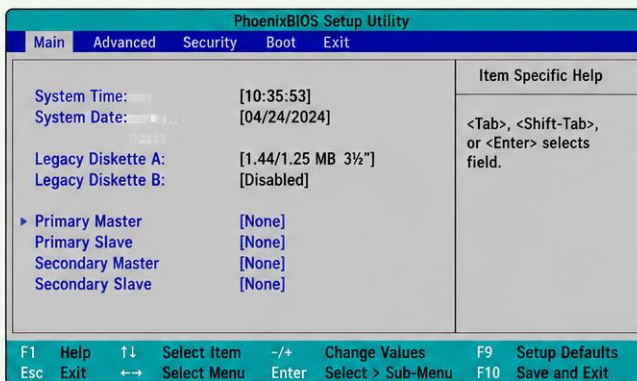 PhoenixBIOS Setup Utility
Main Advanced Security Boot Exit
Item Specific Help
System Time: [10:35:53]
System Date: [04/24/2024]
<Tab>, <Shift-Tab>,
or <Enter> selects
field.
Legacy Diskette A: [1.44/1.25 MB 3½"]
Legacy Diskette B: [Disabled]
▸ Primary Master [None]
Primary Slave [None]
Secondary Master [None]
Secondary Slave [None]
F1 Help ↑↓ Select Item -/+ Change Values F9 Setup Defaults
Esc Exit ←→ Select Menu Enter Select > Sub-Menu F10 Save and Exit